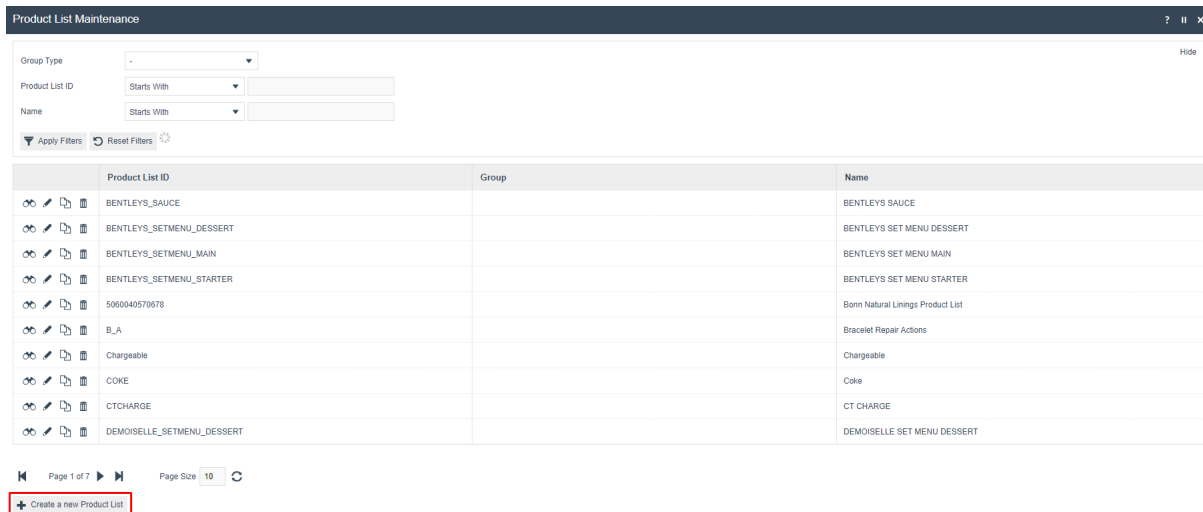 Product List Maintenance ?
Hide
Group Type -
Product List ID Starts With
Name Starts With
Apply Filters Reset Filters
Product List ID Group Name
BENTLEYS_SAUCE BENTLEYS SAUCE
BENTLEYS_SETMENU_DESSERT BENTLEYS SET MENU DESSERT
BENTLEYS_SETMENU_MAIN BENTLEYS SET MENU MAIN
BENTLEYS_SETMENU_STARTER BENTLEYS SET MENU STARTER
5060040570678 Bonn Natural Linings Product List
B_A Bracelet Repair Actions
Chargeable Chargeable
COKE Coke
CTCHARGE CT CHARGE
DEMOISELLE_SETMENU_DESSERT DEMOISELLE SET MENU DESSERT
Page 1 of 7 Page Size 10
Create a new Product List